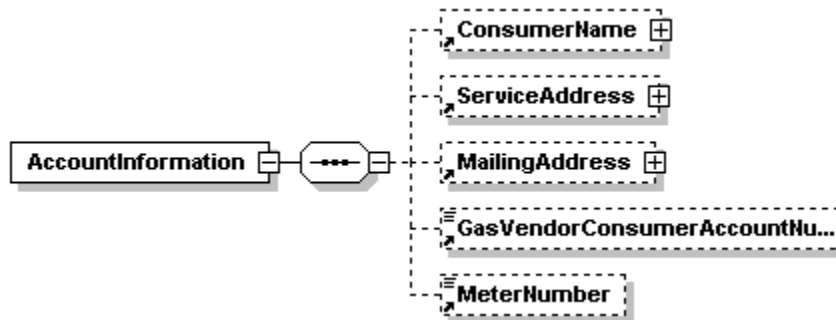 ConsumerName
ServiceAddress
AccountInformation
MailingAddress
GasVendorConsumerAccountNu...
MeterNumber